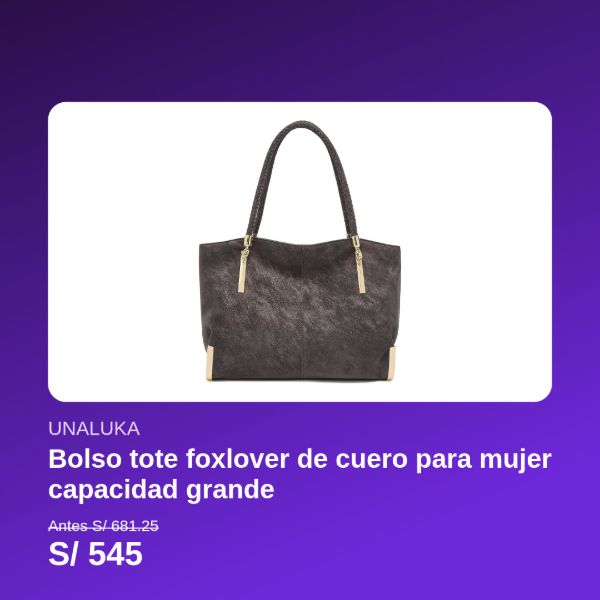 UNALUKA
Bolso tote foxlover de cuero para mujer
capacidad grande
Antes S/ 681.25
S/ 545